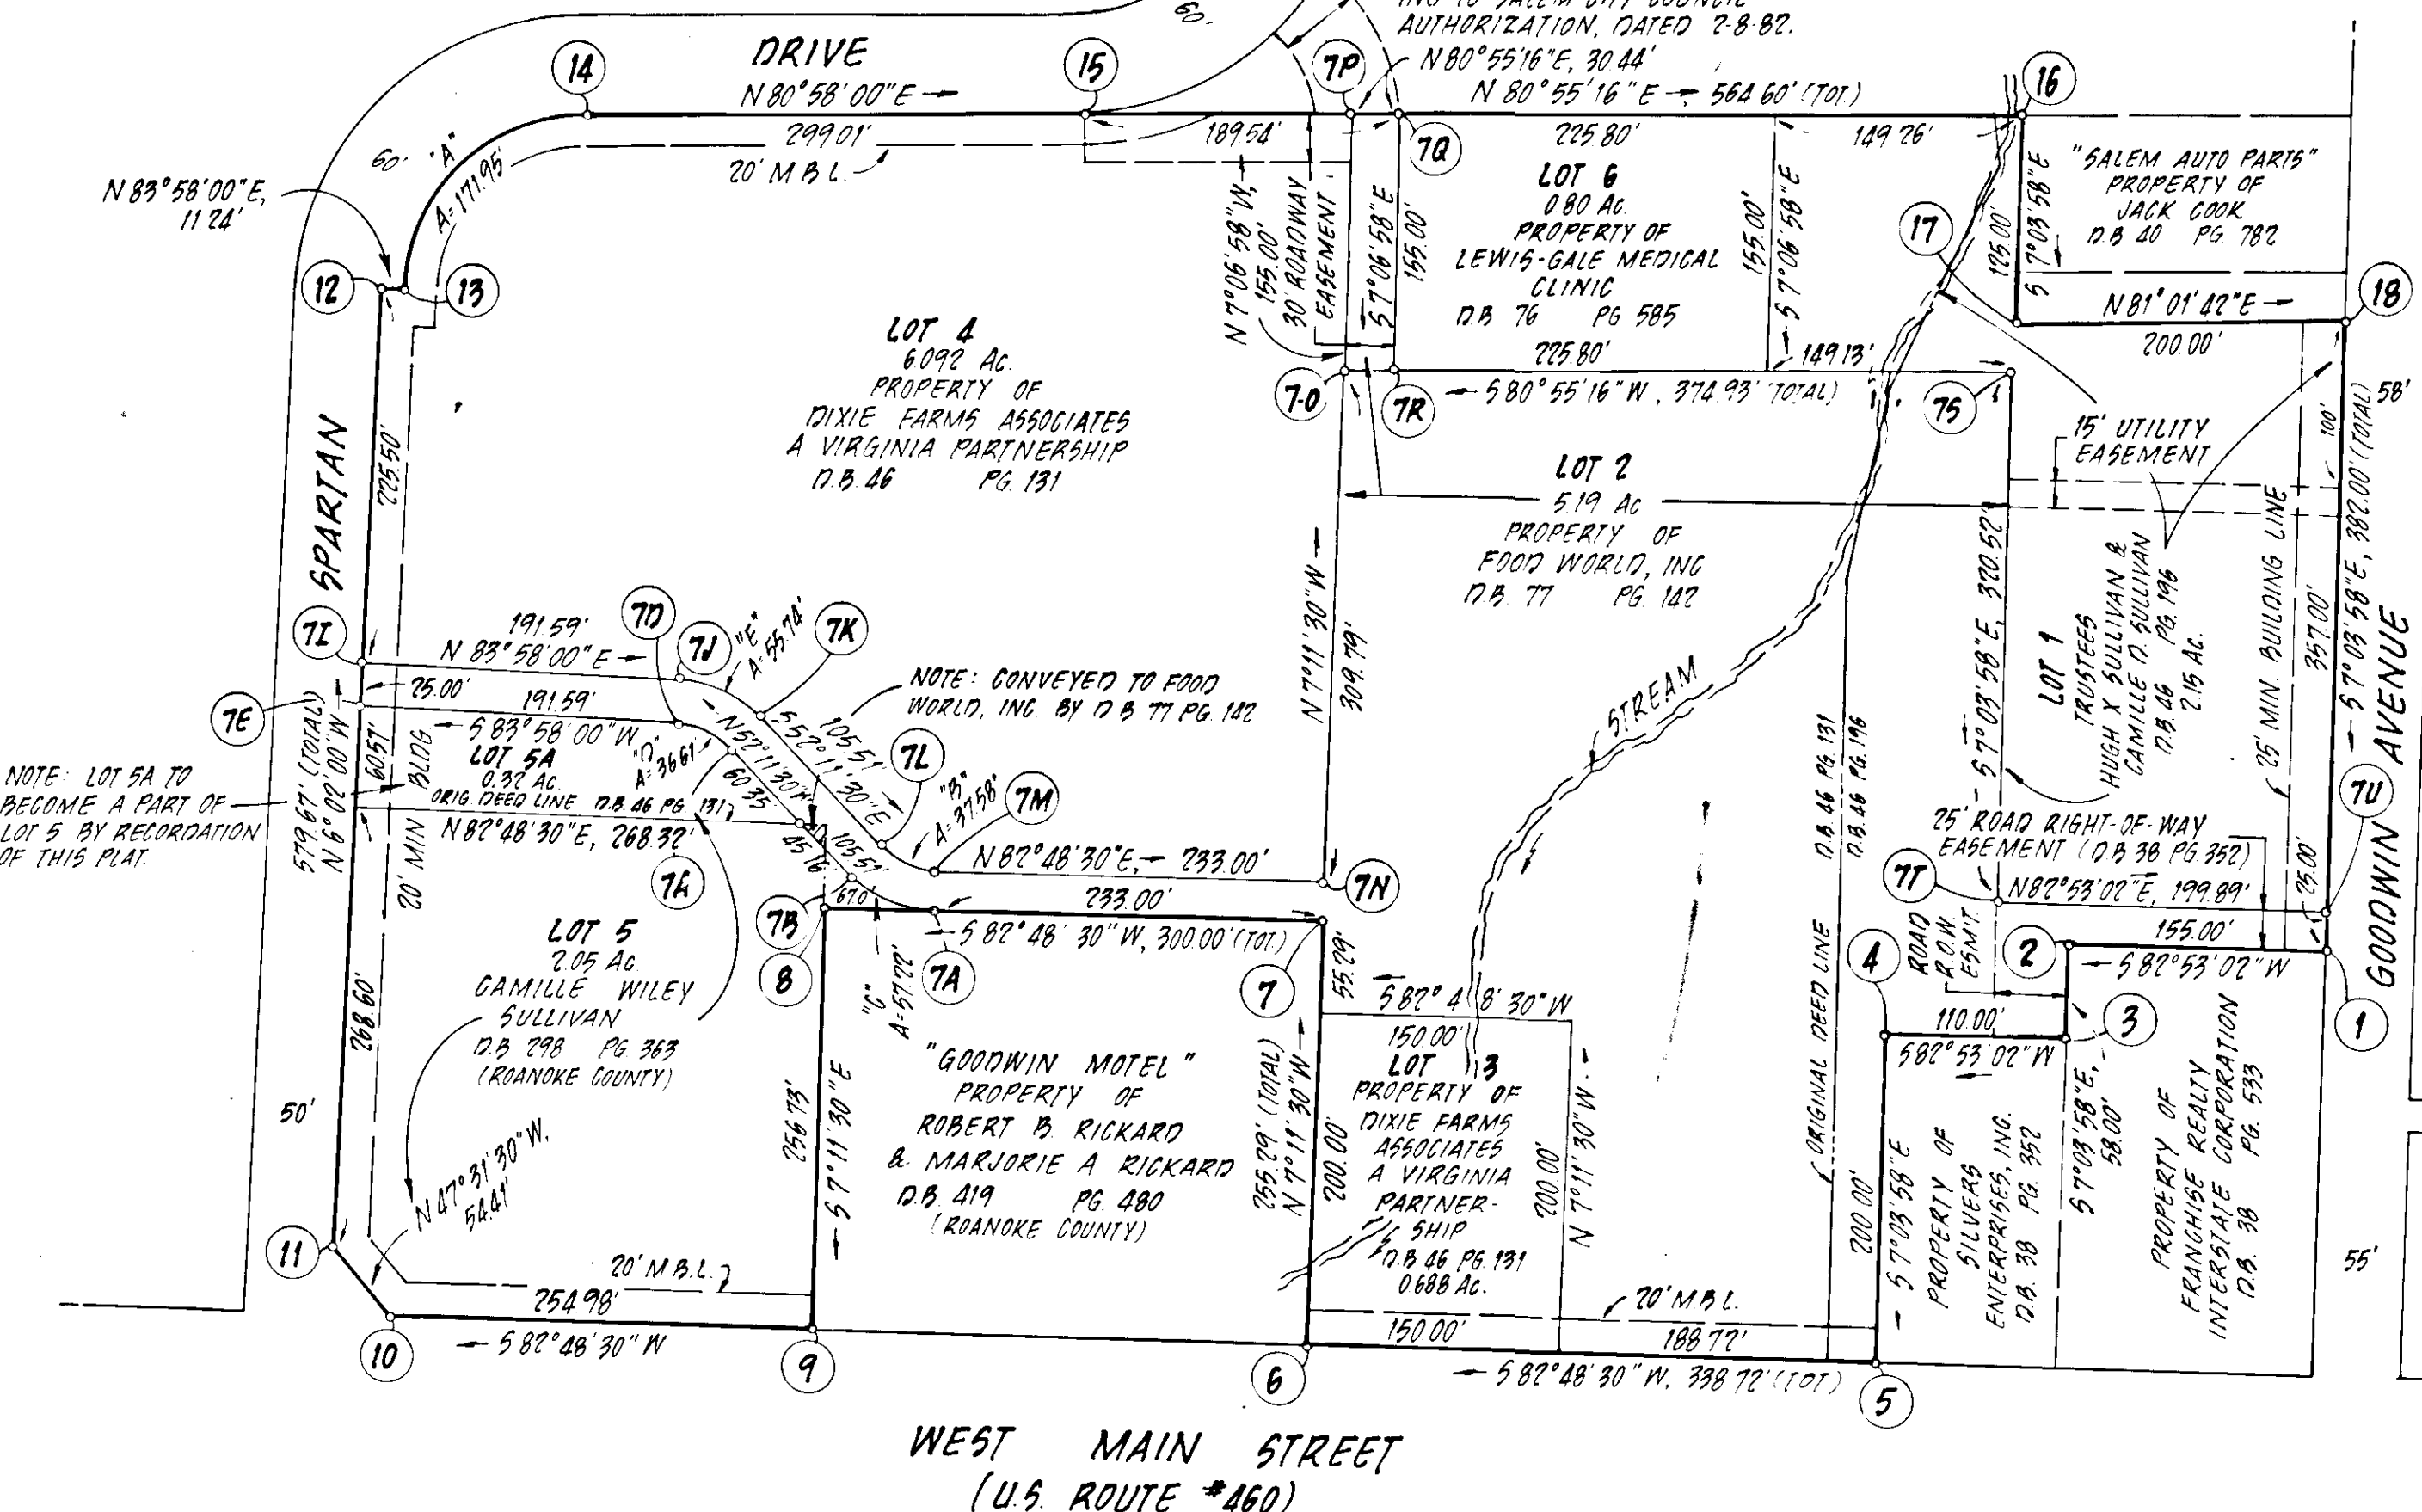 AUTHORIZATION, DATED 2-8-82.
N80°55'16"E, 30.44'
DRIVE
N80°58'00"E
N 80°55'16"E 564.60' (TOT.)
14
15
7P
16
60'
60'
"A"
A=171.95'
299.01'
189.54'
225.80'
149.26'
20' M.B.L.
7Q
N83°58'00"E,
11.24'
12
13
LOT 4
6.092 AC.
PROPERTY OF
DIXIE FARMS ASSOCIATES
A VIRGINIA PARTNERSHIP
D.B. 46 PG. 131
N 7°06'58"W,
155.00'
30' ROADWAY
EASEMENT
S 7°06'58"E
155.00'
LOT 6
0.80 AC.
PROPERTY OF
LEWIS-GALE MEDICAL
CLINIC
D.B. 76 PG. 585
155.00'
S 7°06'58"E
17
125.00'
S 7°03'58"E
"SALEM AUTO PARTS"
PROPERTY OF
JACK COOK
D.B. 40 PG. 782
N81°01'42"E
200.00'
18
225.80'
149.13'
S80°55'16"W, 374.93' (TOTAL)
7-O
7R
7S
58'
15' UTILITY
EASEMENT
100'
S 7°03'58"E, 382.00' (TOTAL)
SPARTAN
225.50'
LOT 2
5.19 AC
PROPERTY OF
FOOD WORLD, INC.
D.B. 77 PG. 142
N 7°11'30"W
309.79'
STREAM
S 7°03'58"E, 320.52'
LOT 1
TRUSTEES
HUGH X. SULLIVAN &
CAMILLE D. SULLIVAN
D.B. 46 PG. 196
2.15 AC.
25' MIN. BUILDING LINE
357.00'
GOODWIN AVENUE
7I
7D
7J
7K
191.59'
N 83°58'00"E
"E"
A=55.74'
25.00'
191.59'
S 83°58'00"W
7E
NOTE: CONVEYED TO FOOD
WORLD, INC. BY D.B. 77 PG. 142
N52°11'30"W
S52°11'30"E
105.51'
7L
"D"
A=36.61'
60.35
LOT 5A
0.32 AC.
ORIG. DEED LINE D.B. 46 PG. 131
N82°48'30"E, 268.32'
60.57'
20' MIN BLDG
579.67' (TOTAL)
N 6°02'00"W
NOTE: LOT 5A TO
BECOME A PART OF
LOT 5 BY RECORDATION
OF THIS PLAT.
"B"
A=37.58'
7M
N82°48'30"E, 233.00'
7N
45.16
105.51'
7G
7B
67.0'
233.00'
S82°48'30"W, 300.00' (TOT.)
8
7A
7
"C"
A=57.22'
D.B. 46 PG. 131
D.B. 46 PG. 196
ORIGINAL DEED LINE
25' ROAD RIGHT-OF-WAY
EASEMENT (D.B. 38 PG. 352)
7T
7U
N82°53'02"E, 199.89'
25.00'
155.00'
S82°53'02"W
4
ROAD
R.O.W.
ESM'T.
2
1
3
110.00'
S82°53'02"W
LOT 5
2.05 AC.
CAMILLE WILEY
SULLIVAN
D.B. 298 PG. 363
(ROANOKE COUNTY)
268.60'
50'
N47°31'30"W,
54.41'
256.73'
S 7°11'30"E
"GOODWIN MOTEL"
PROPERTY OF
ROBERT B. RICKARD
& MARJORIE A RICKARD
D.B. 419 PG. 480
(ROANOKE COUNTY)
55.29'
255.29' (TOTAL)
N 7°11'30"W
200.00'
S82°48'30"W
150.00'
LOT 3
PROPERTY OF
DIXIE FARMS
ASSOCIATES
A VIRGINIA
PARTNER-
SHIP
D.B. 46 PG. 131
0.688 AC.
200.00'
N 7°11'30"W
200.00'
S 7°03'58"E
PROPERTY OF
SILVERS
ENTERPRISES, INC.
D.B. 38 PG. 352
S 7°03'58"E,
58.00'
PROPERTY OF
FRANCHISE REALTY
INTERSTATE CORPORATION
D.B. 38 PG. 533
55'
11
20' M.B.L.
254.98'
S82°48'30"W
10
9
20' M.B.L.
150.00'
188.72'
S82°48'30"W, 338.72' (TOT.)
6
5
WEST MAIN STREET
(U.S. ROUTE #460)